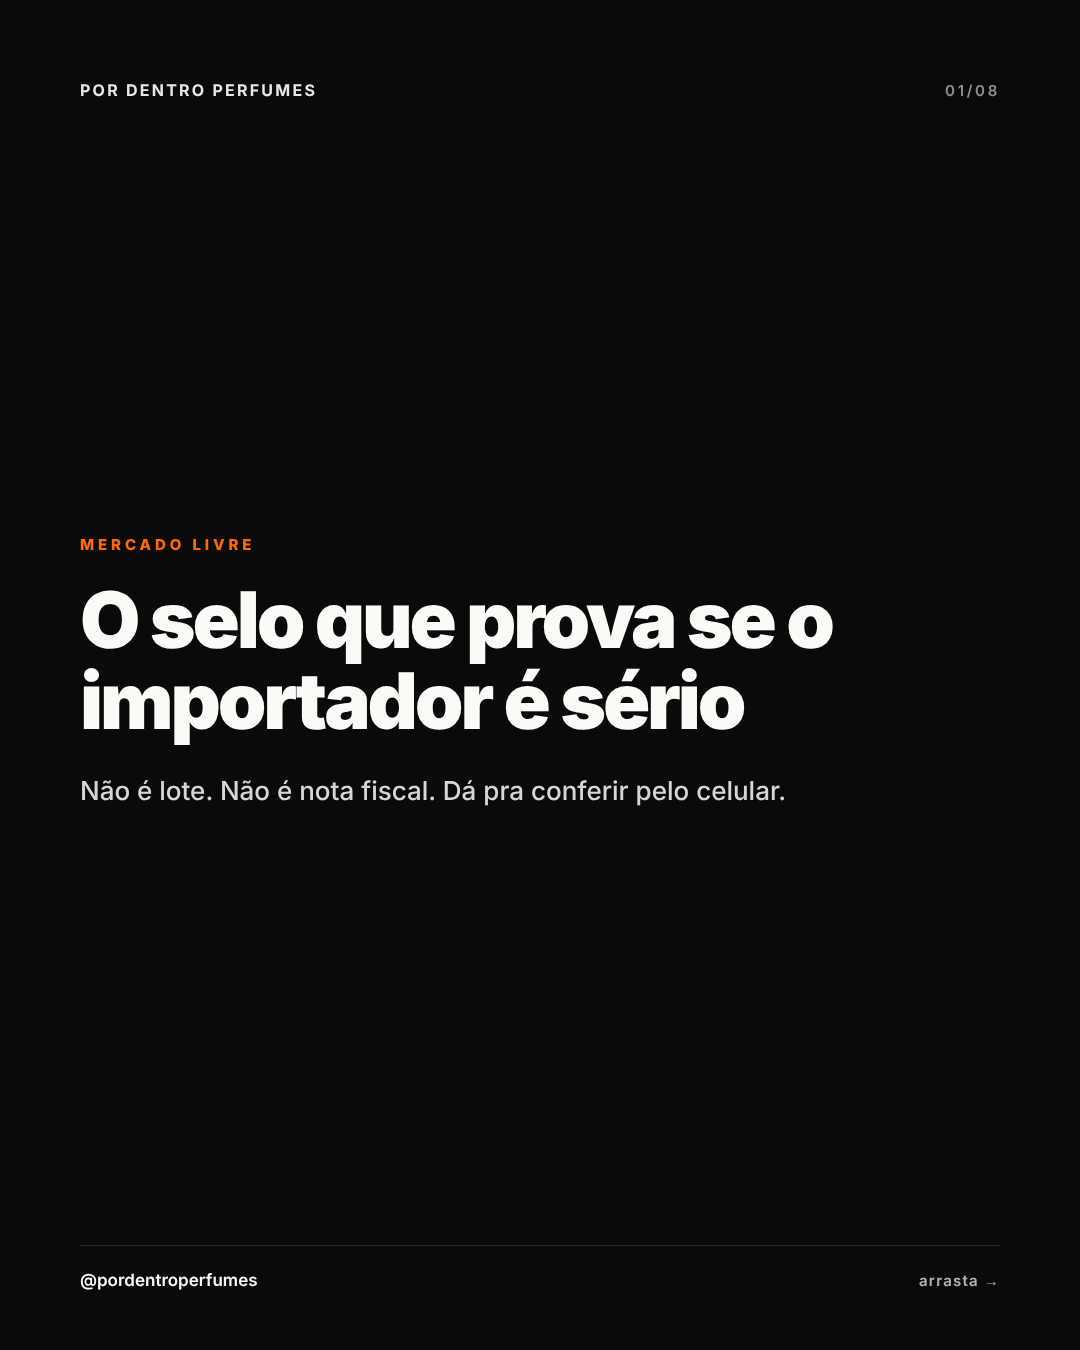 POR DENTRO PERFUMES
01/08
MERCADO LIVRE
O selo que prova se o
importador é sério
Não é lote. Não é nota fiscal. Dá pra conferir pelo celular.
@pordentroperfumes
arrasta →